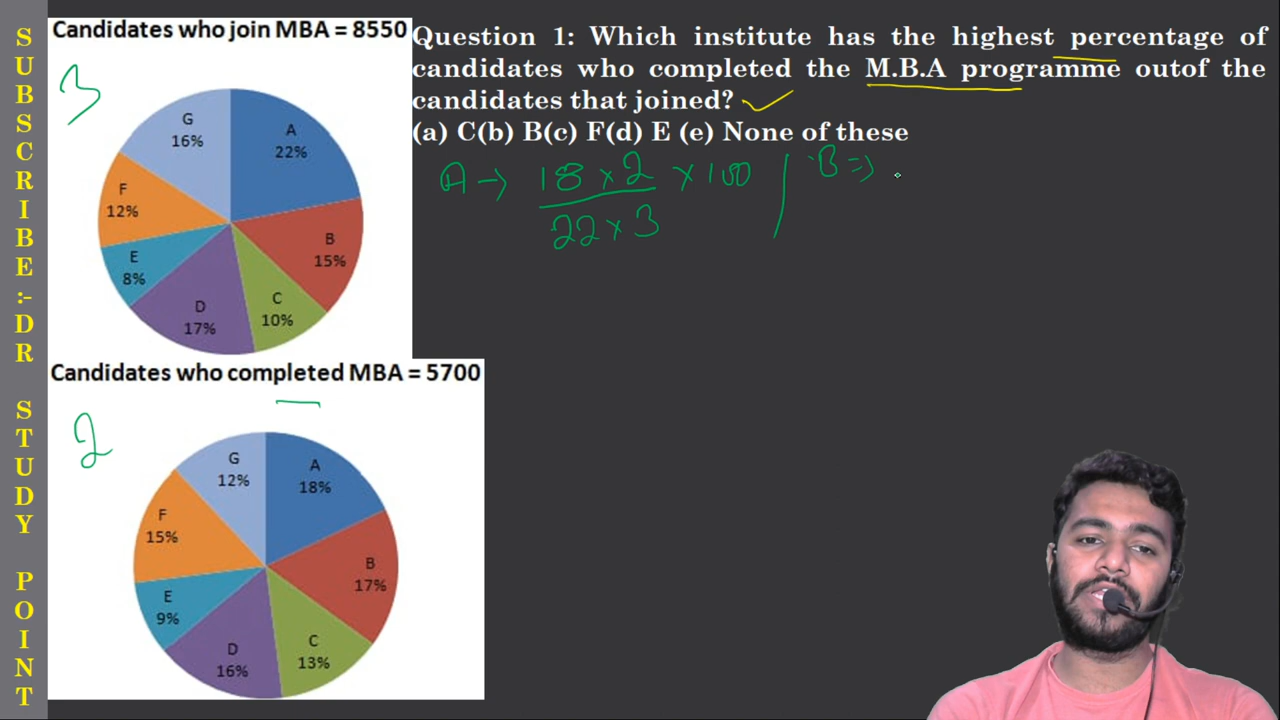 SUBSCRIBE:-DR STUDY POINT
Candidates who join MBA = 8550
3
G
16%
A
22%
F
12%
B
15%
E
8%
D
17%
C
10%
Candidates who completed MBA = 5700
2
G
12%
A
18%
F
15%
B
17%
E
9%
D
16%
C
13%
Question 1: Which institute has the highest percentage of
candidates who completed the M.B.A programme outof the
candidates that joined?
(a) C(b) B(c) F(d) E (e) None of these
A → 18 × 2 × 100
22 × 3
B ⇒